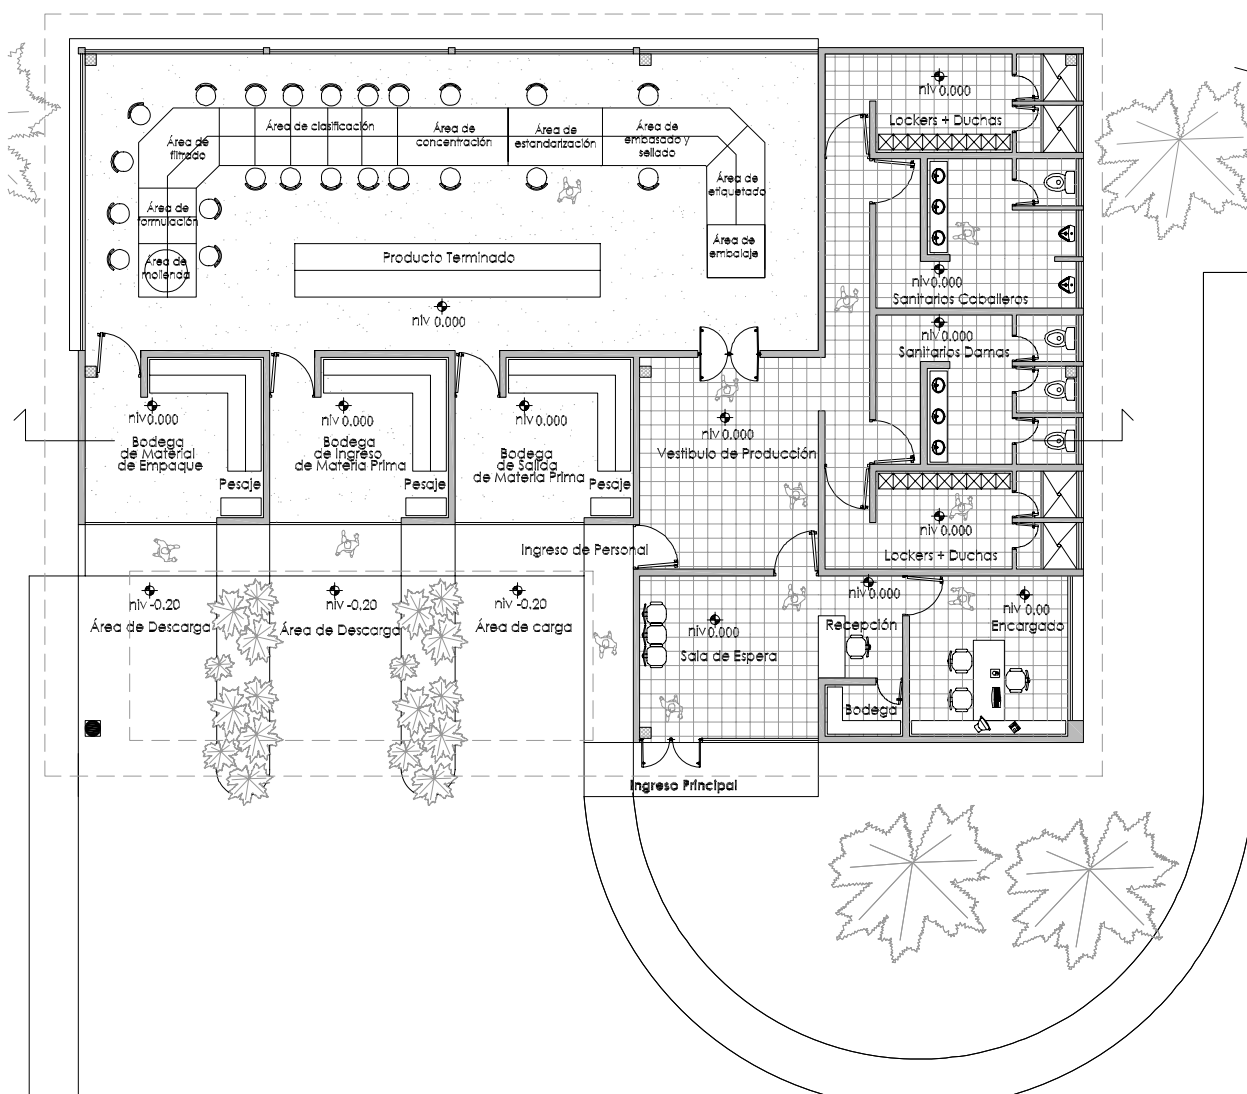 niv 0.000
Lockers + Duchas
Área de
filtrado
Área de clasificación
Área de
concentración
Área de
estandarización
Área de
embasado y
sellado
Área de
etiquetado
Área de
formulación
Área de
molienda
Área de
embalaje
Producto Terminado
niv 0.000
niv 0.000
Sanitarios Caballeros
niv 0.000
Sanitarios Damas
niv 0.000
Bodega
de Material
de Empaque
Pesaje
niv 0.000
Bodega
de Ingreso
de Materia Prima
Pesaje
niv 0.000
Bodega
de Salida
de Materia Prima
Pesaje
niv 0.000
Vestibulo de Producción
niv 0.000
Lockers + Duchas
Ingreso de Personal
niv -0.20
Área de Descarga
niv -0.20
Área de Descarga
niv -0.20
Área de carga
niv 0.000
Sala de Espera
niv 0.000
Recepción
niv 0.00
Encargado
Bodega
Ingreso Principal